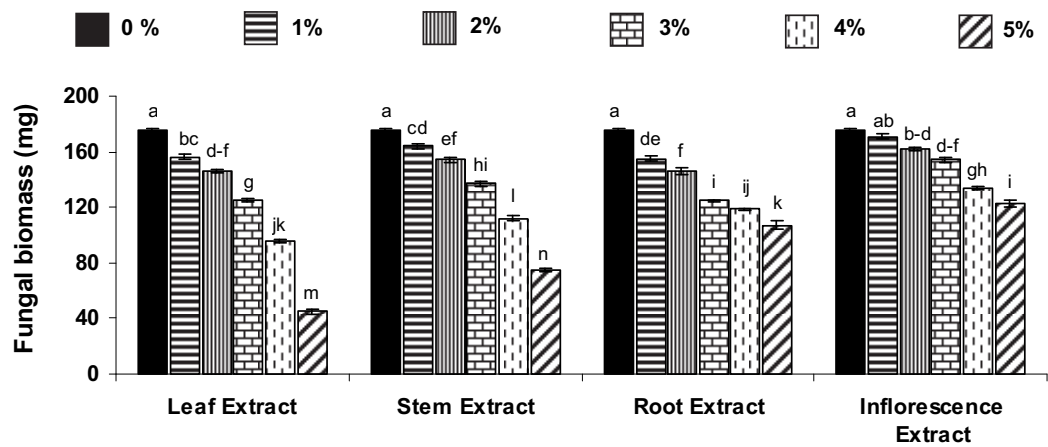 0 % 1% 2% 3% 4% 5%
Fungal biomass (mg)
200
160
120
80
40
0
a bc d-f g jk m
a cd ef hi l n
a de f i ij k
a ab b-d d-f gh i
Leaf Extract Stem Extract Root Extract Inflorescence
Extract